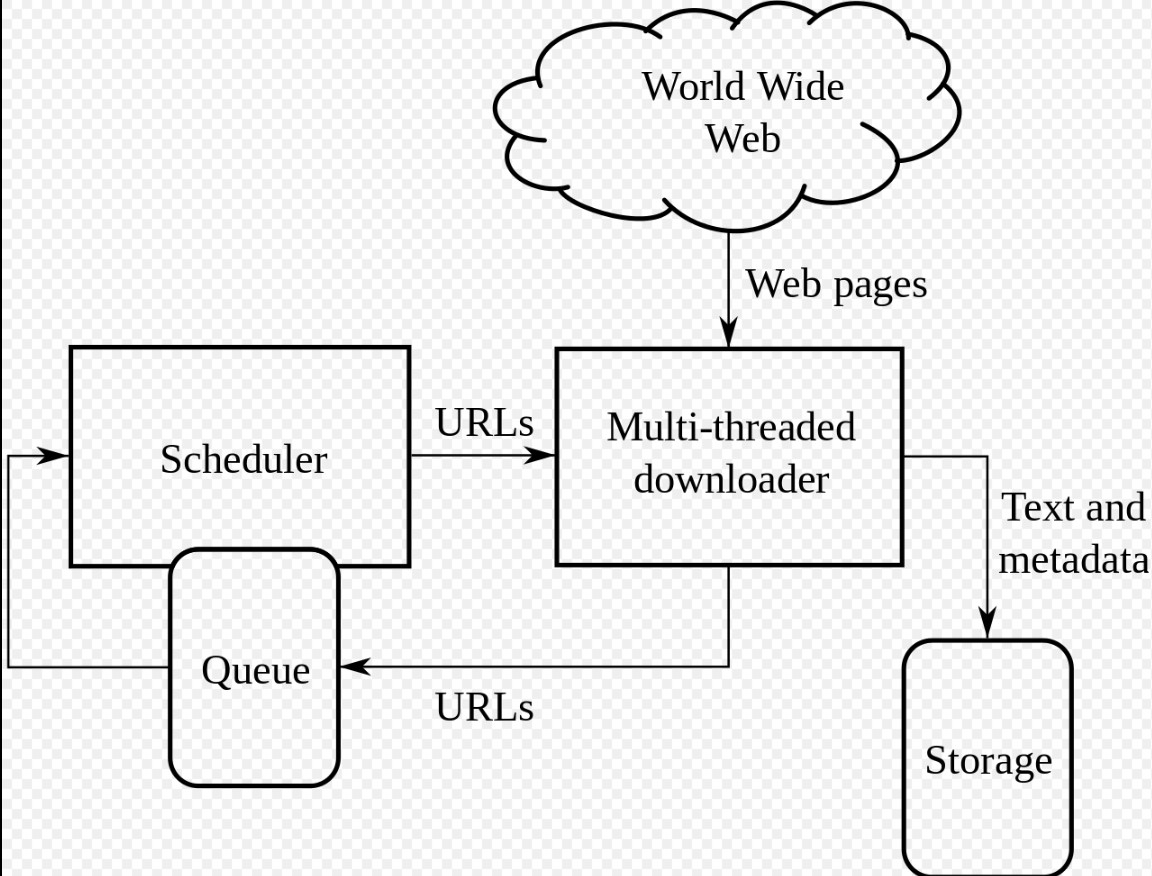 World Wide
Web
Web pages
URLs
Multi-threaded
downloader
Scheduler
Text and
metadata
Queue
URLs
Storage